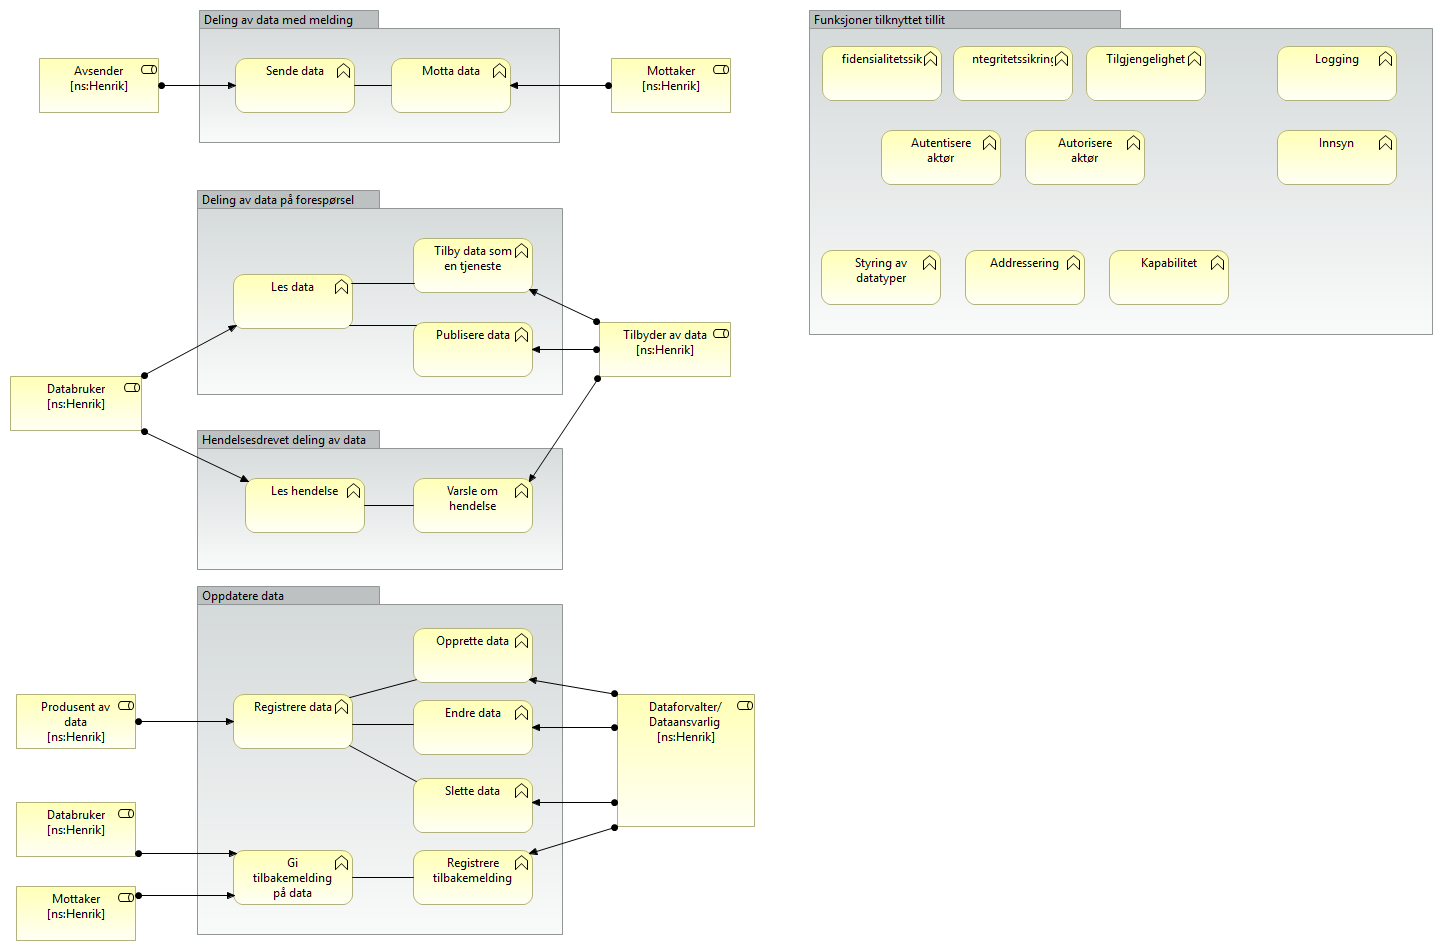 Deling av data med melding
Avsender
[ns:Henrik]
Sende data
Motta data
Mottaker
[ns:Henrik]
Deling av data på forespørsel
Les data
Tilby data som
en tjeneste
Publisere data
Tilbyder av data
[ns:Henrik]
Databruker
[ns:Henrik]
Hendelsesdrevet deling av data
Les hendelse
Varsle om
hendelse
Oppdatere data
Opprette data
Produsent av
data
[ns:Henrik]
Registrere data
Endre data
Dataforvalter/
Dataansvarlig
[ns:Henrik]
Slette data
Databruker
[ns:Henrik]
Gi
tilbakemelding
på data
Registrere
tilbakemelding
Mottaker
[ns:Henrik]
Funksjoner tilknyttet tillit
fidensialitetssik
ntegritetssikring
Tilgjengelighet
Logging
Autentisere
aktør
Autorisere
aktør
Innsyn
Styring av
datatyper
Addressering
Kapabilitet